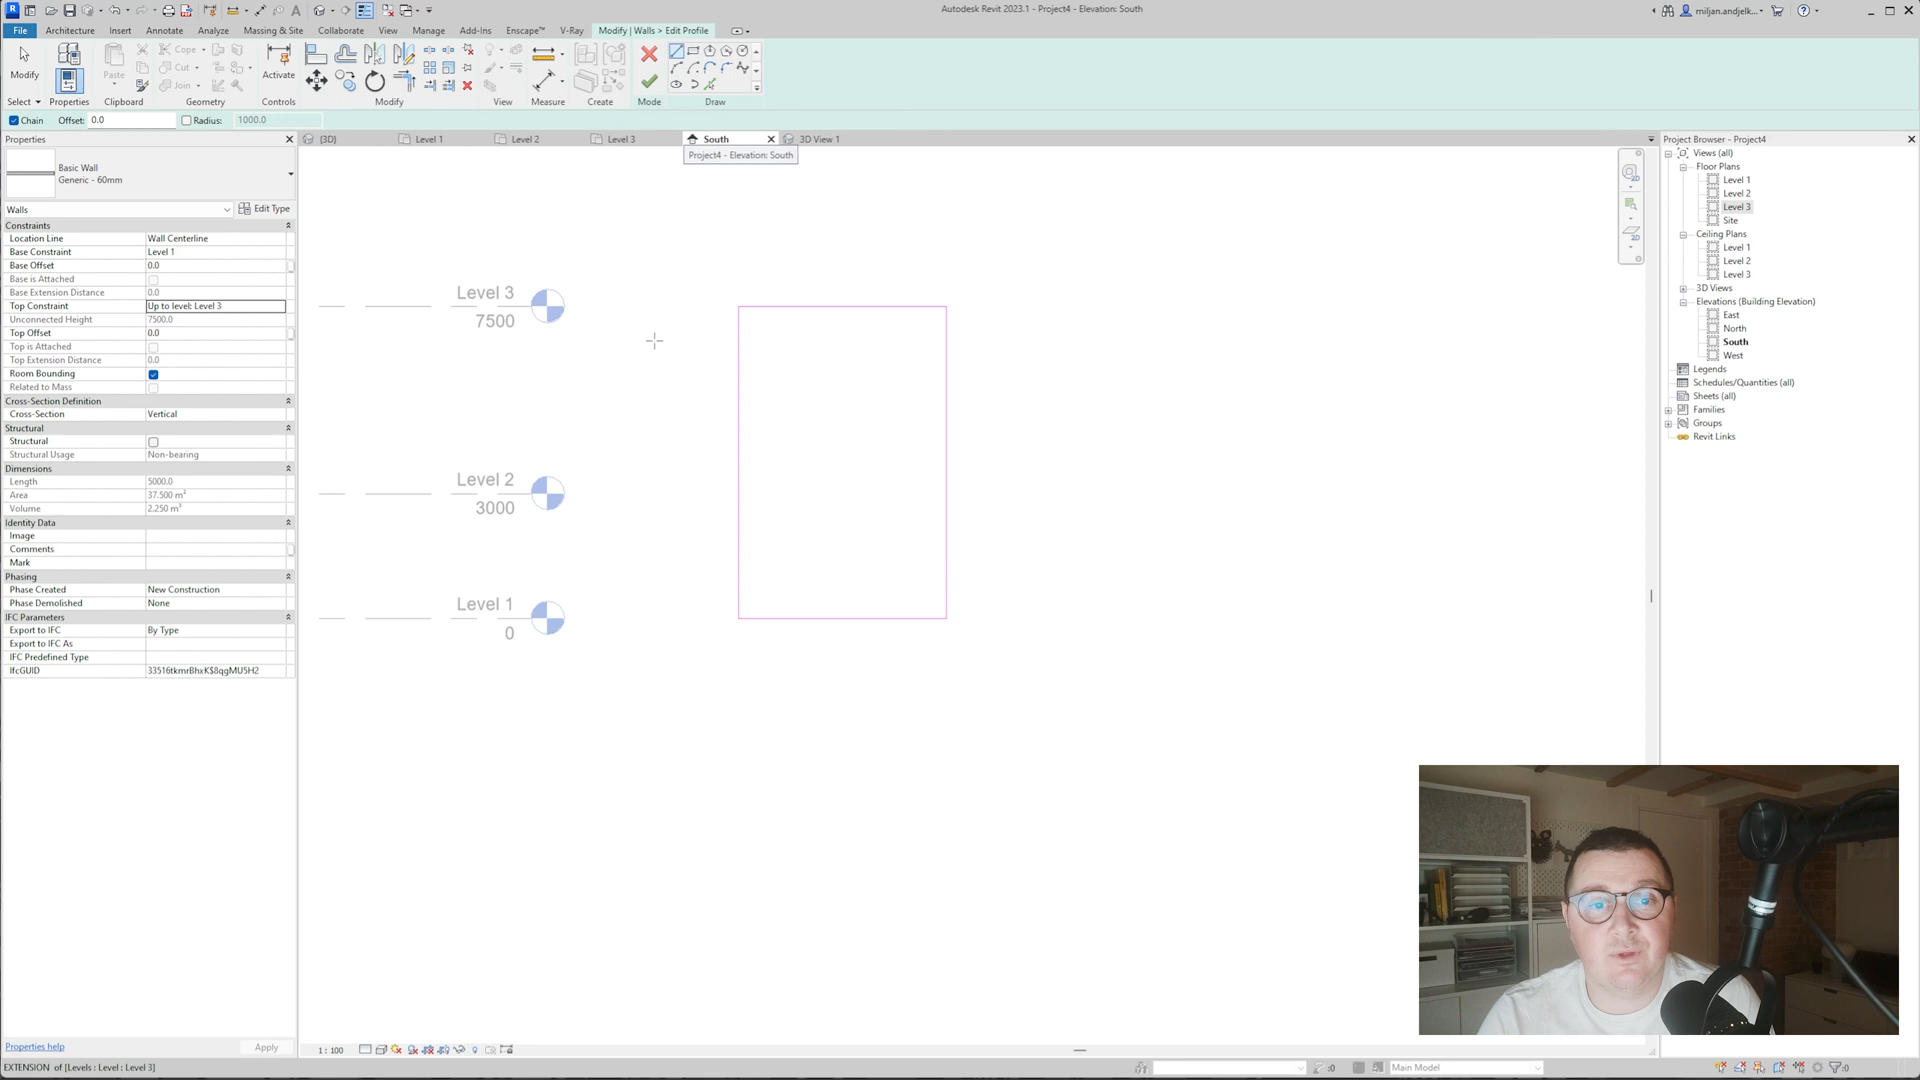 Autodesk Revit 2023.1 - Project4 - Elevation: South
miljan.andjelk...
File
Architecture
Insert
Annotate
Analyze
Massing & Site
Collaborate
View
Manage
Add-Ins
Enscape™
V-Ray
Modify | Walls > Edit Profile
Modify
Paste
Cope
Cut
Join
Activate
Select
Properties
Clipboard
Geometry
Controls
Modify
View
Measure
Create
Mode
Draw
Chain
Offset: 0.0
Radius: 1000.0
Properties
(3D)
Level 1
Level 2
Level 3
South
3D View 1
Project4 - Elevation: South
Basic Wall
Generic - 60mm
Walls
Edit Type
Constraints
Location Line Wall Centerline
Base Constraint Level 1
Base Offset 0.0
Base is Attached
Base Extension Distance 0.0
Top Constraint Up to level: Level 3
Unconnected Height 7500.0
Top Offset 0.0
Top is Attached
Top Extension Distance 0.0
Room Bounding
Related to Mass
Cross-Section Definition
Cross-Section Vertical
Structural
Structural
Structural Usage Non-bearing
Dimensions
Length 5000.0
Area 37.500 m²
Volume 2.250 m³
Identity Data
Image
Comments
Mark
Phasing
Phase Created New Construction
Phase Demolished None
IFC Parameters
Export to IFC By Type
Export to IFC As
IFC Predefined Type
IfcGUID 33516tkmrBhxK$8qgMU5H2
Properties help
Apply
Level 3
7500
Level 2
3000
Level 1
0
Project Browser - Project4
Views (all)
Floor Plans
Level 1
Level 2
Level 3
Site
Ceiling Plans
Level 1
Level 2
Level 3
3D Views
Elevations (Building Elevation)
East
North
South
West
Legends
Schedules/Quantities (all)
Sheets (all)
Families
Groups
Revit Links
1 : 100
EXTENSION of [Levels : Level : Level 3]
:0
Main Model
:0